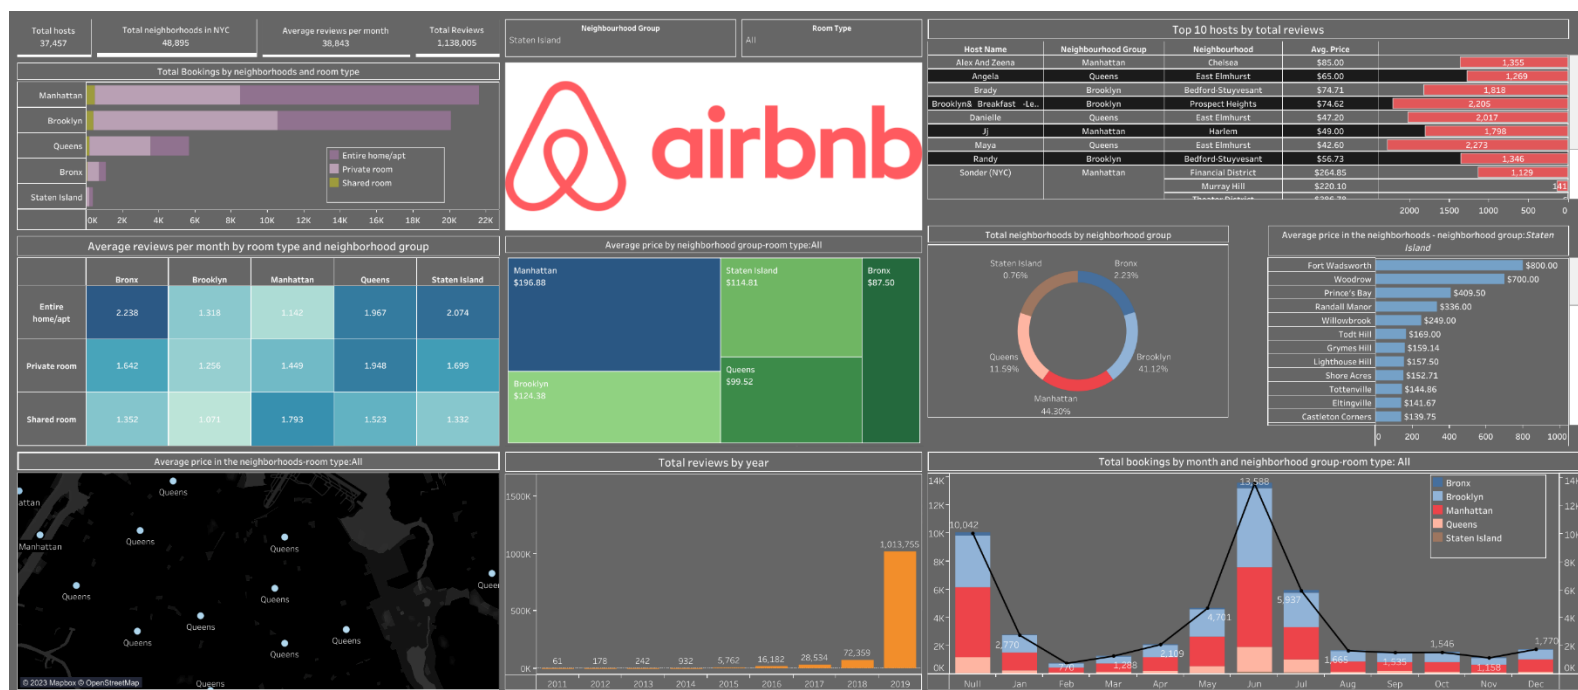 Total hosts
37,457
Total neighborhoods in NYC
48,895
Average reviews per month
38,843
Total Reviews
1,138,005
Neighbourhood Group
Staten Island
Room Type
All
Top 10 hosts by total reviews
Host Name Neighbourhood Group Neighbourhood Avg. Price
Alex And Zeena Manhattan Chelsea $85.00 1,355
Angela Queens East Elmhurst $65.00 1,269
Brady Brooklyn Bedford-Stuyvesant $74.71 1,818
Brooklyn& Breakfast -Le.. Brooklyn Prospect Heights $74.62 2,205
Danielle Queens East Elmhurst $47.20 2,017
Jj Manhattan Harlem $49.00 1,798
Maya Queens East Elmhurst $42.60 2,273
Randy Brooklyn Bedford-Stuyvesant $56.73 1,346
Sonder (NYC) Manhattan Financial District $264.85 1,129
Murray Hill $220.10 141
2000 1500 1000 500 0
Total Bookings by neighborhoods and room type
Manhattan
Brooklyn
Queens
Bronx
Staten Island
Entire home/apt
Private room
Shared room
0K 2K 4K 6K 8K 10K 12K 14K 16K 18K 20K 22K
airbnb
Average reviews per month by room type and neighborhood group
Bronx Brooklyn Manhattan Queens Staten Island
Entire home/apt 2.238 1.318 1.142 1.967 2.074
Private room 1.642 1.256 1.449 1.948 1.699
Shared room 1.352 1.071 1.793 1.523 1.332
Average price by neighborhood group-room type:All
Manhattan
$196.88
Brooklyn
$124.38
Staten Island
$114.81
Queens
$99.52
Bronx
$87.50
Total neighborhoods by neighborhood group
Staten Island
0.76%
Bronx
2.23%
Queens
11.59%
Brooklyn
41.12%
Manhattan
44.30%
Average price in the neighborhoods - neighborhood group:Staten
Island
Fort Wadsworth $800.00
Woodrow $700.00
Prince's Bay $409.50
Randall Manor $336.00
Willowbrook $249.00
Todt Hill $169.00
Grymes Hill $159.14
Lighthouse Hill $157.50
Shore Acres $152.71
Tottenville $144.86
Eltingville $141.67
Castleton Corners $139.75
0 200 400 600 800 1000
Average price in the neighborhoods-room type:All
Queens
attan
Manhattan
Queens
Queens
Queens
Queens
Queens
Queens
Queens
Queens
Queens
Queens
© 2023 Mapbox © OpenStreetMap
Total reviews by year
1500K
1000K
500K
0K
61 178 242 932 5,762 16,182 28,534 72,359 1,013,755
2011 2012 2013 2014 2015 2016 2017 2018 2019
Total bookings by month and neighborhood group-room type: All
14K
12K
10K
8K
6K
4K
2K
0K
10,042 2,770 770 1,288 2,109 4,701 13,588 5,937 1,665 1,535 1,546 1,158 1,770
Bronx
Brooklyn
Manhattan
Queens
Staten Island
14K
12K
10K
8K
6K
4K
2K
0K
Null Jan Feb Mar Apr May Jun Jul Aug Sep Oct Nov Dec